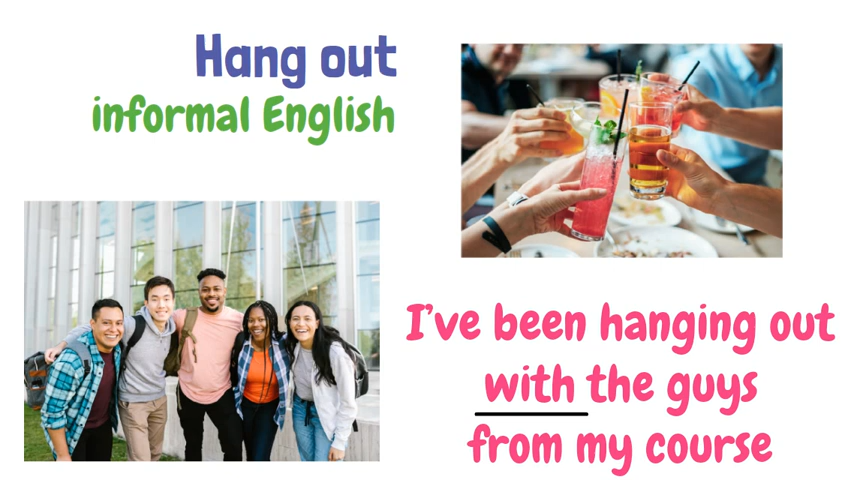 Hang out
informal English
I've been hanging out
with the guys
from my course